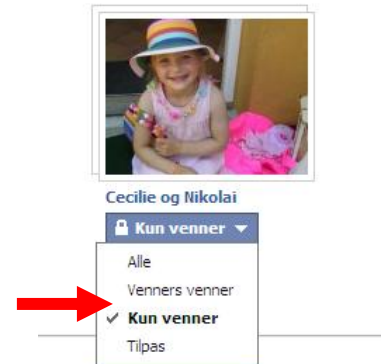 Cecilie og Nikolai
Kun venner
Alle
Venners venner
Kun venner
Tilpas